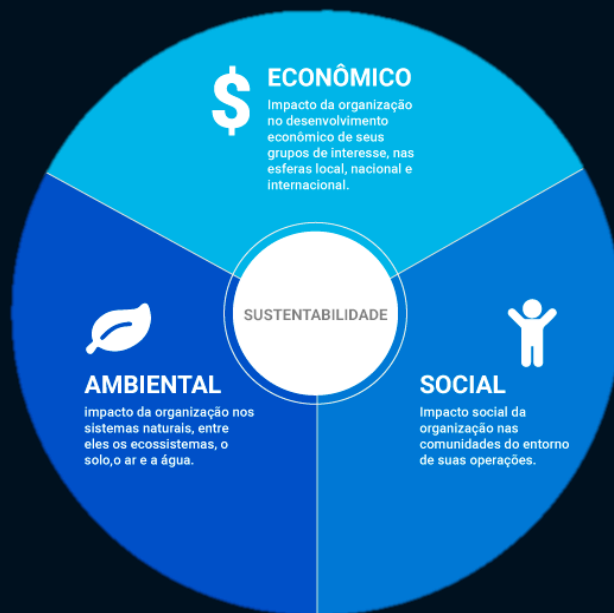 $
ECONÔMICO
Impacto da organização
no desenvolvimento
econômico de seus
grupos de interesse, nas
esferas local, nacional e
internacional.
SUSTENTABILIDADE
AMBIENTAL
impacto da organização nos
sistemas naturais, entre
eles os ecossistemas, o
solo,o ar e a água.
SOCIAL
Impacto social da
organização nas
comunidades do entorno
de suas operações.